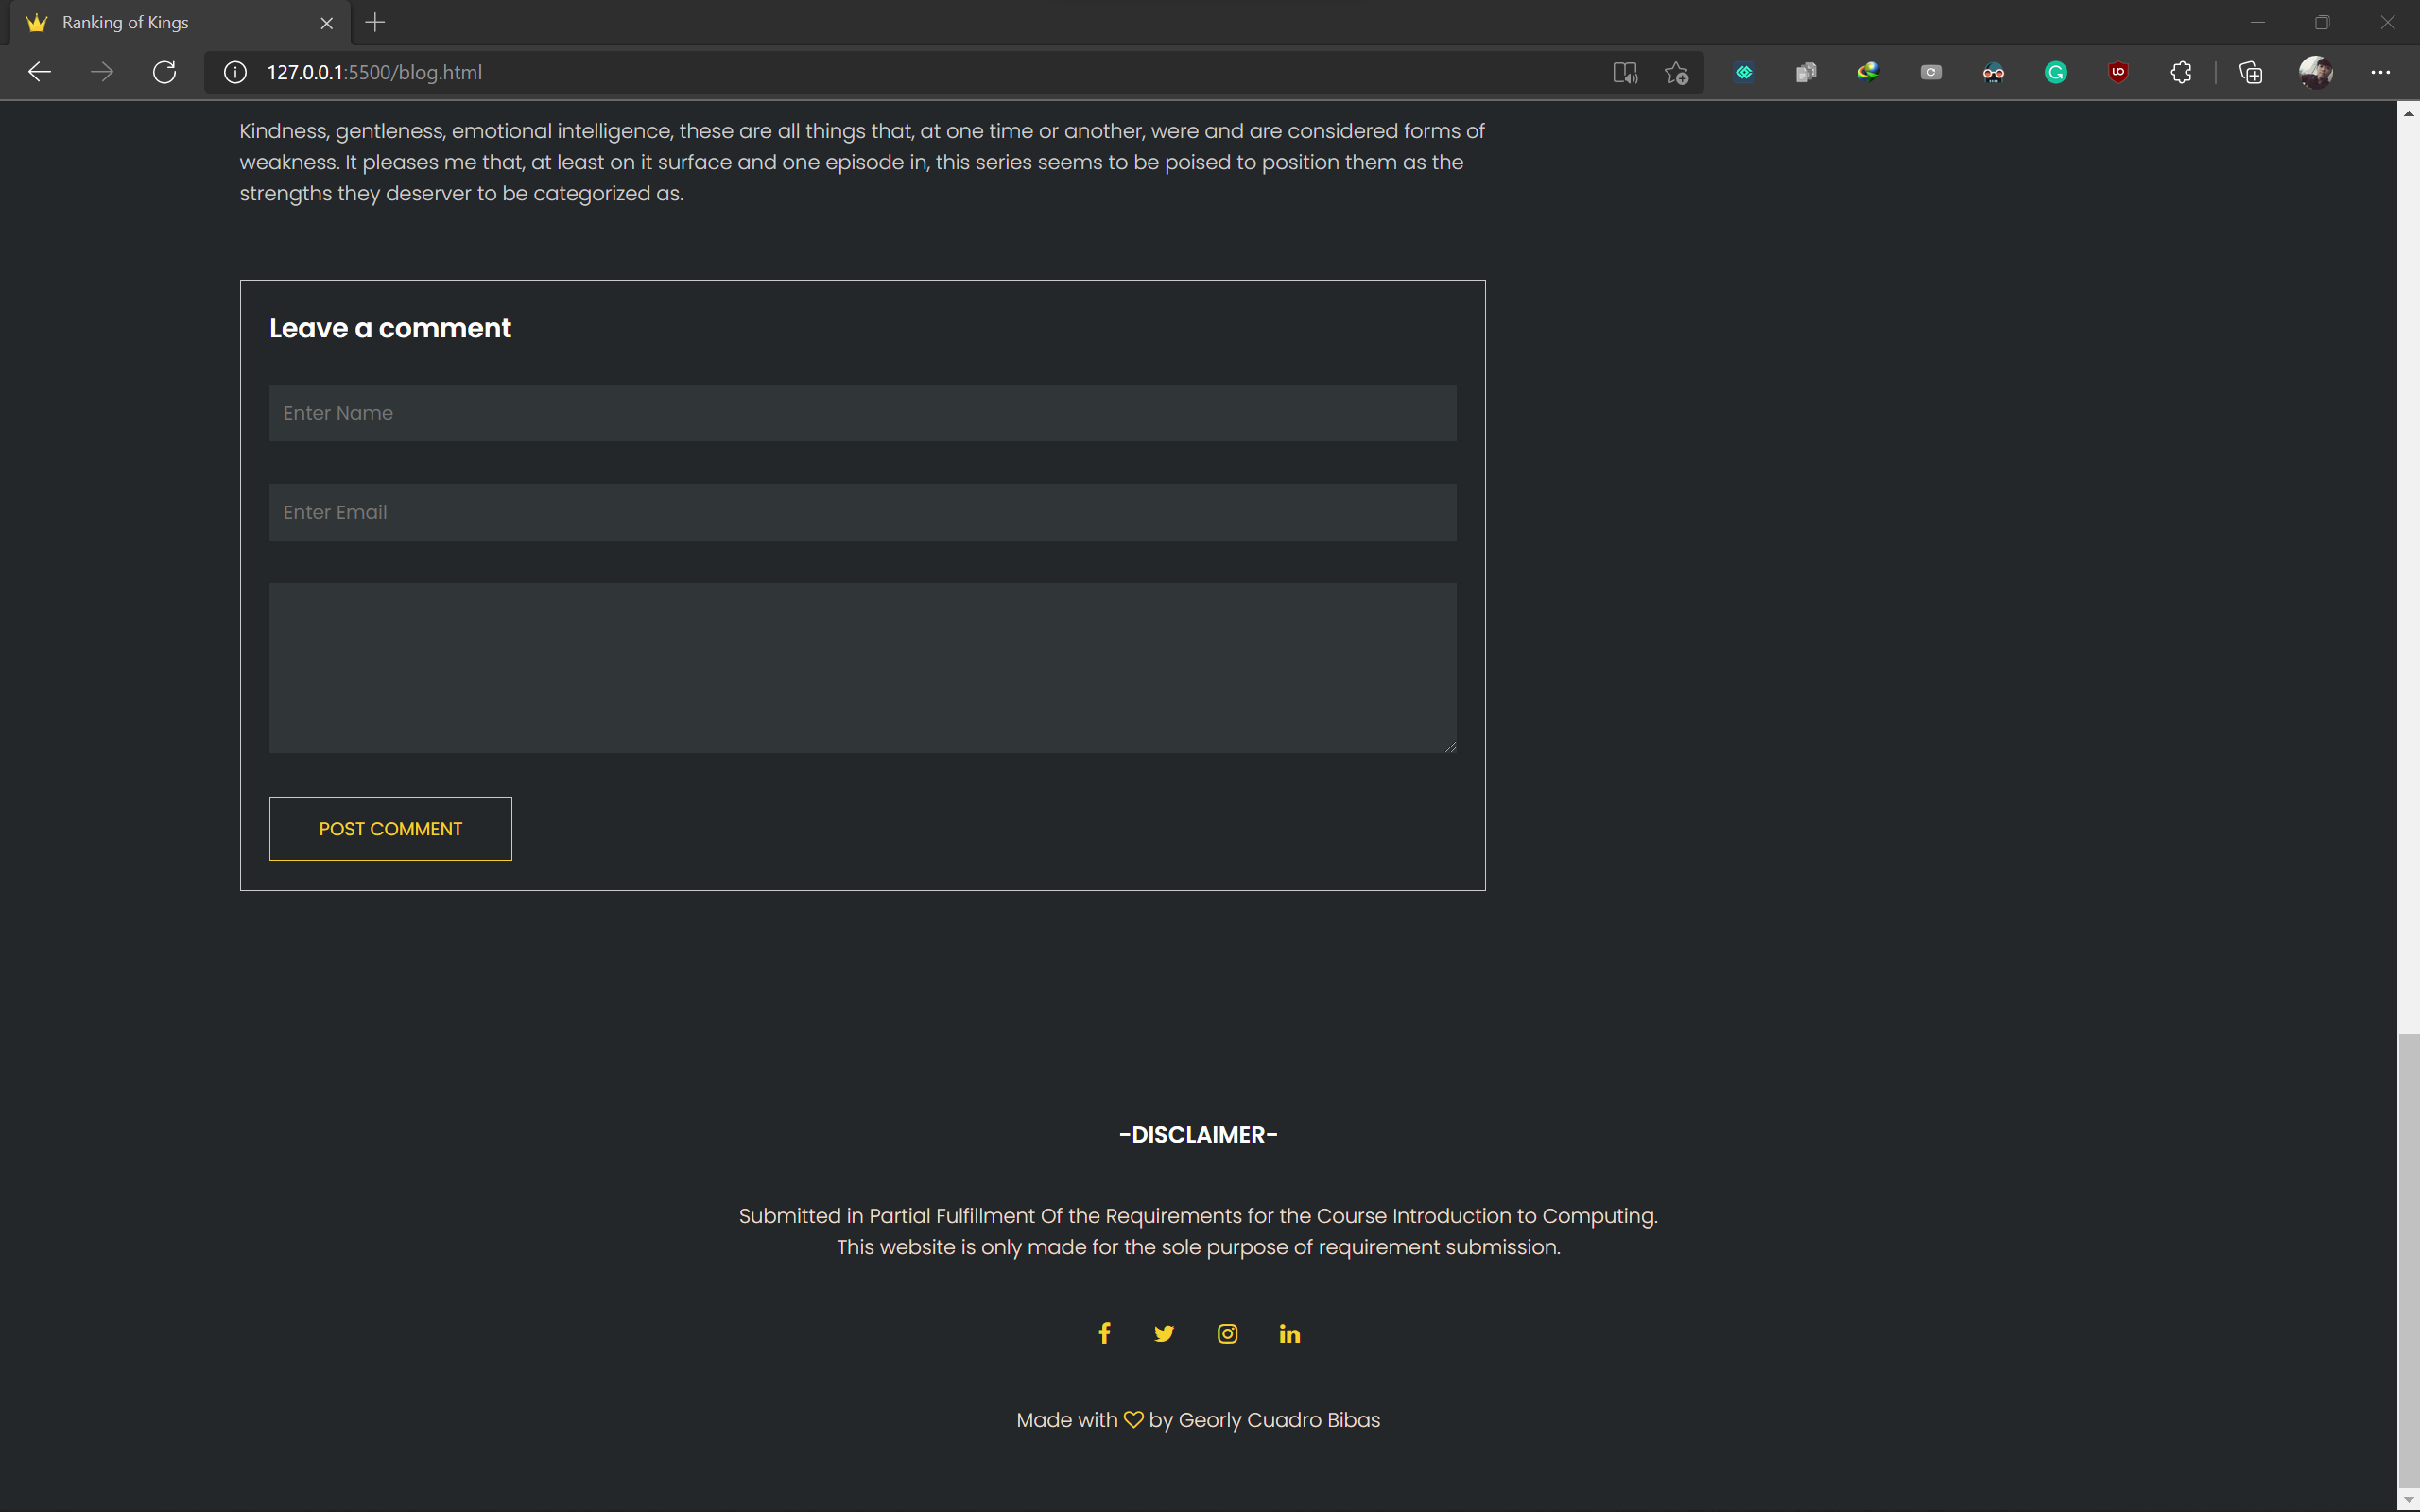 Ranking of Kings
127.0.0.1:5500/blog.html
Kindness, gentleness, emotional intelligence, these are all things that, at one time or another, were and are considered forms of
weakness. It pleases me that, at least on it surface and one episode in, this series seems to be poised to position them as the
strengths they deserver to be categorized as.
Leave a comment
Enter Name
Enter Email
POST COMMENT
-DISCLAIMER-
Submitted in Partial Fulfillment Of the Requirements for the Course Introduction to Computing.
This website is only made for the sole purpose of requirement submission.
Made with by Georly Cuadro Bibas